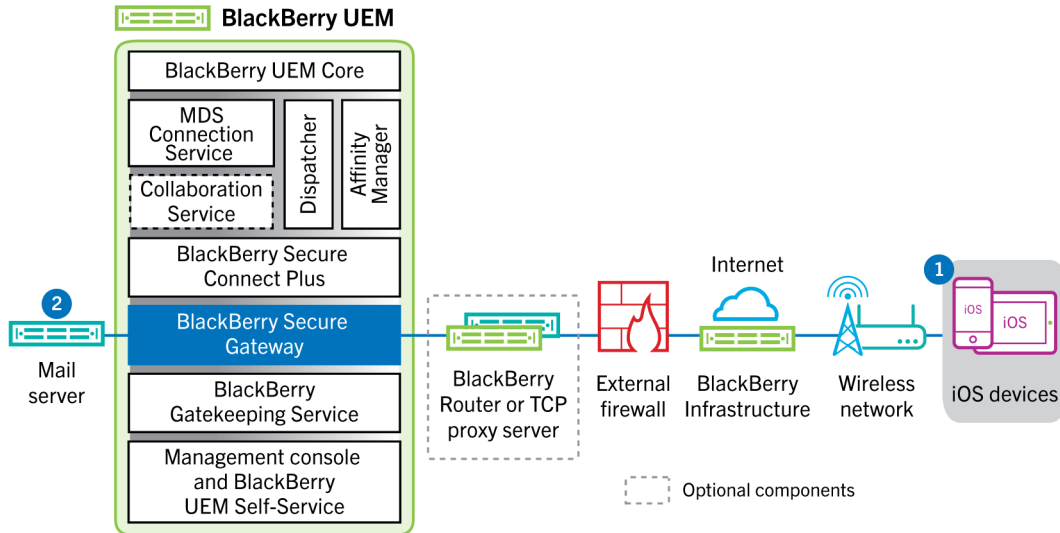 BlackBerry UEM
BlackBerry UEM Core
MDS
Connection
Service
Dispatcher
Affinity
Manager
Collaboration
Service
BlackBerry Secure
Connect Plus
BlackBerry Secure
Gateway
BlackBerry
Gatekeeping Service
Management console
and BlackBerry
UEM Self-Service
2
Mail
server
BlackBerry
Router or TCP
proxy server
External
firewall
Internet
BlackBerry
Infrastructure
Wireless
network
1
iOS
iOS
iOS devices
Optional components